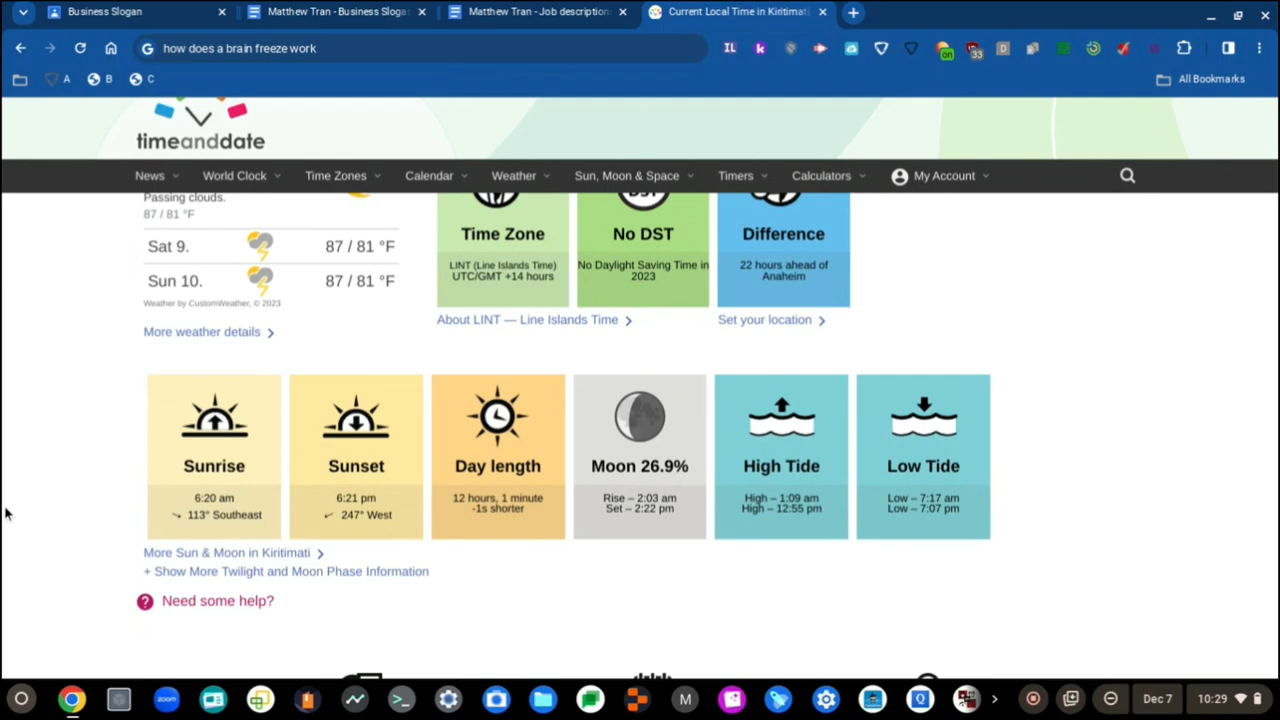 Business Slogan
Matthew Tran - Business Slogan
Matthew Tran - Job description
Current Local Time in Kiritimati
how does a brain freeze work
IL
k
on
33
D
A
B
C
All Bookmarks
timeanddate
News
World Clock
Time Zones
Calendar
Weather
Sun, Moon & Space
Timers
Calculators
My Account
Passing clouds.
87 / 81 °F
Sat 9.
87 / 81 °F
Sun 10.
87 / 81 °F
Weather by CustomWeather, © 2023
More weather details
Time Zone
LINT (Line Islands Time)
UTC/GMT +14 hours
About LINT — Line Islands Time
DST
No DST
No Daylight Saving Time in
2023
Difference
22 hours ahead of
Anaheim
Set your location
Sunrise
6:20 am
113° Southeast
Sunset
6:21 pm
247° West
Day length
12 hours, 1 minute
-1s shorter
Moon 26.9%
Rise – 2:03 am
Set – 2:22 pm
High Tide
High – 1:09 am
High – 12:55 pm
Low Tide
Low – 7:17 am
Low – 7:07 pm
More Sun & Moon in Kiritimati
+ Show More Twilight and Moon Phase Information
? Need some help?
zoom
M
Q
Dec 7
10:29